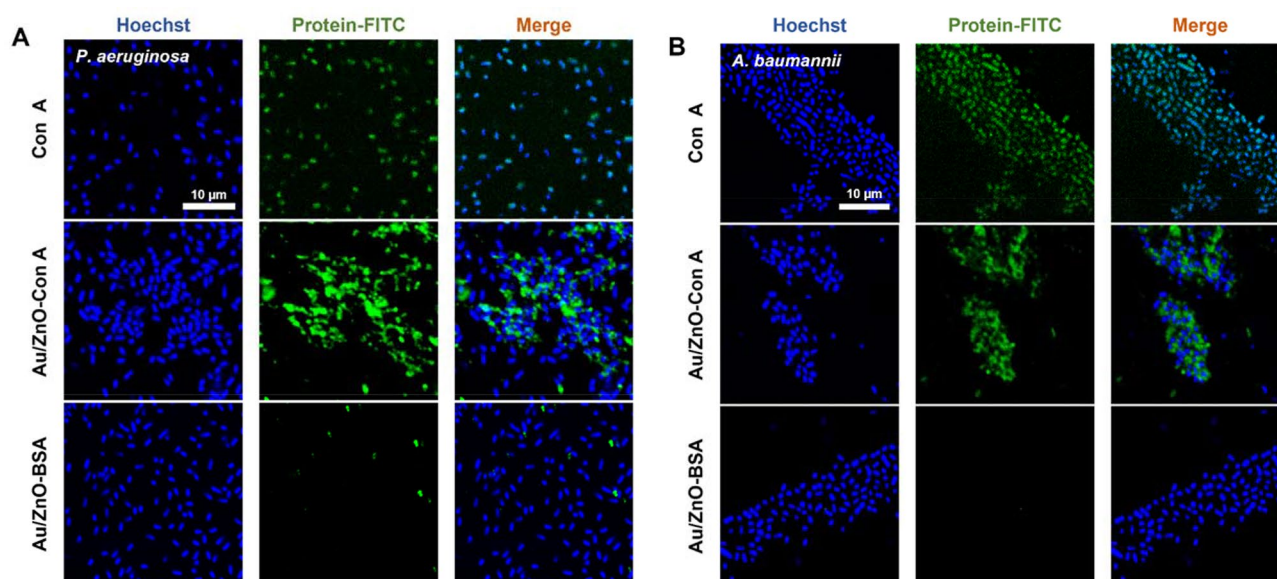 A
Hoechst Protein-FITC Merge
P. aeruginosa
Con A
10 µm
Au/ZnO-Con A
Au/ZnO-BSA
B
Hoechst Protein-FITC Merge
A. baumannii
Con A
10 µm
Au/ZnO-Con A
Au/ZnO-BSA